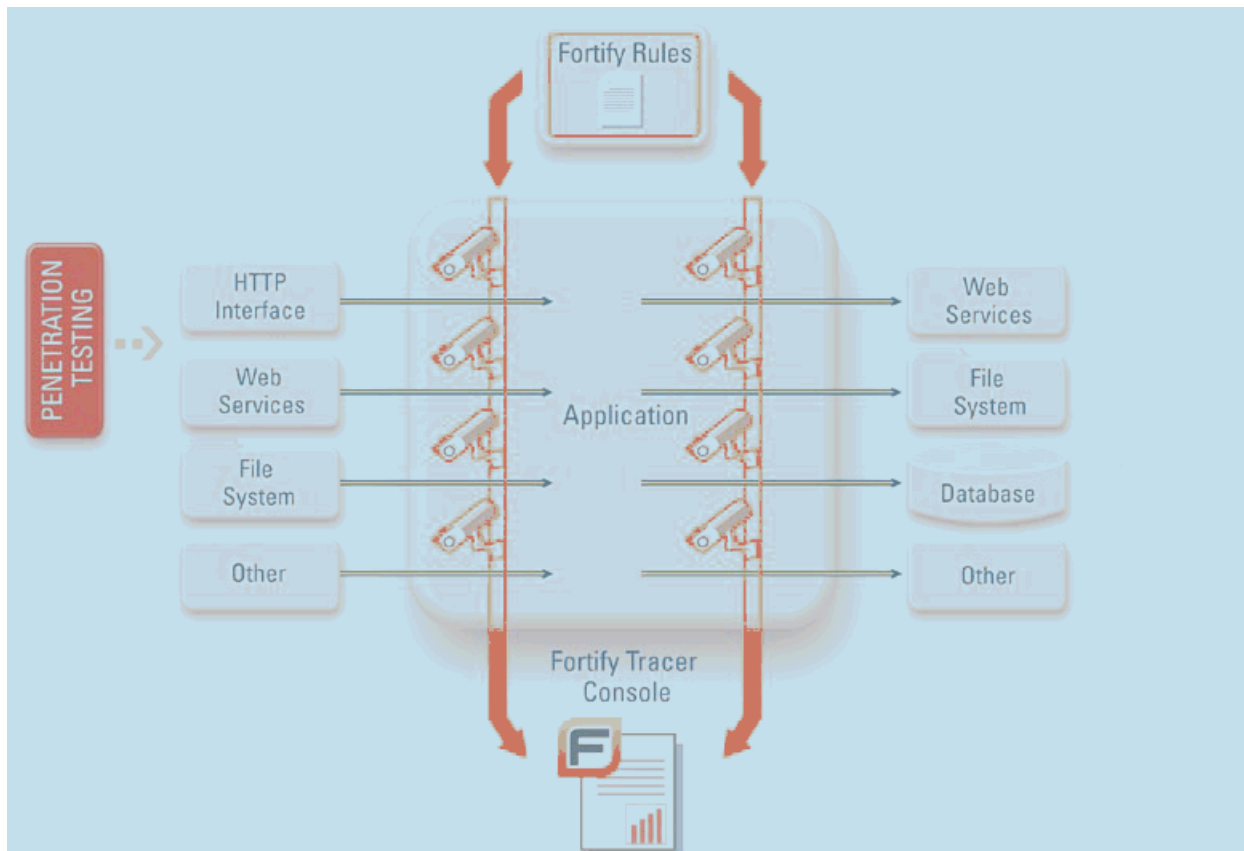 Fortify Rules
PENETRATION
TESTING
HTTP
Interface
Web
Services
File
System
Other
Application
Web
Services
File
System
Database
Other
Fortify Tracer
Console
F